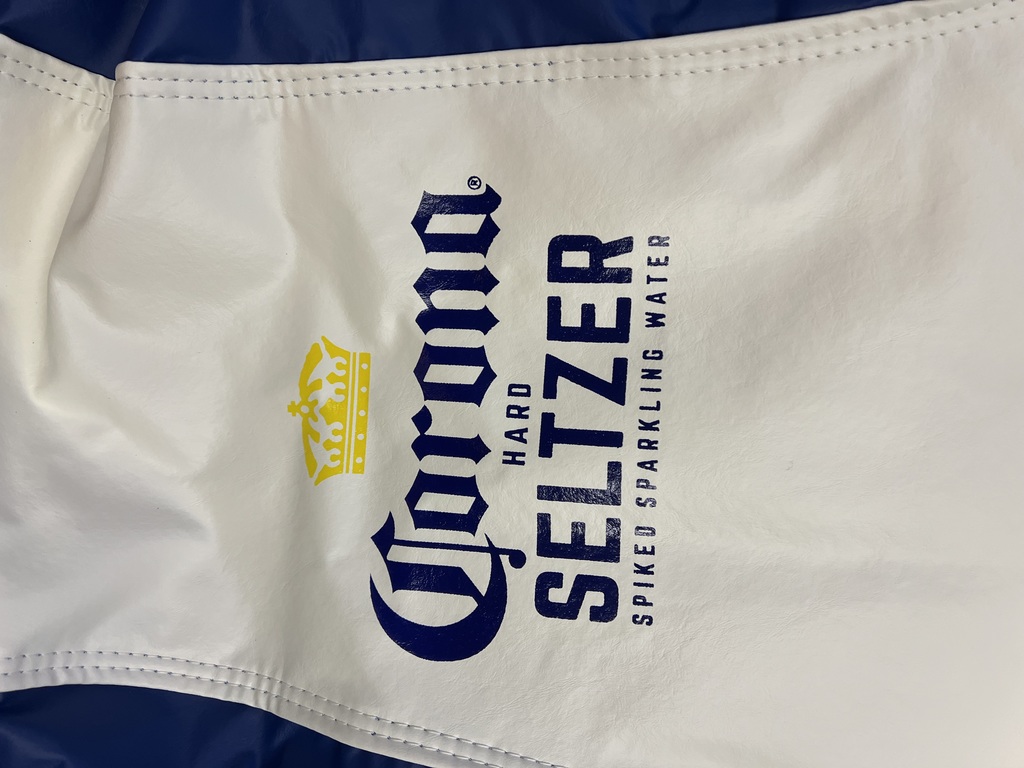 Corona®
HARD
SELTZER
SPIKED SPARKLING WATER